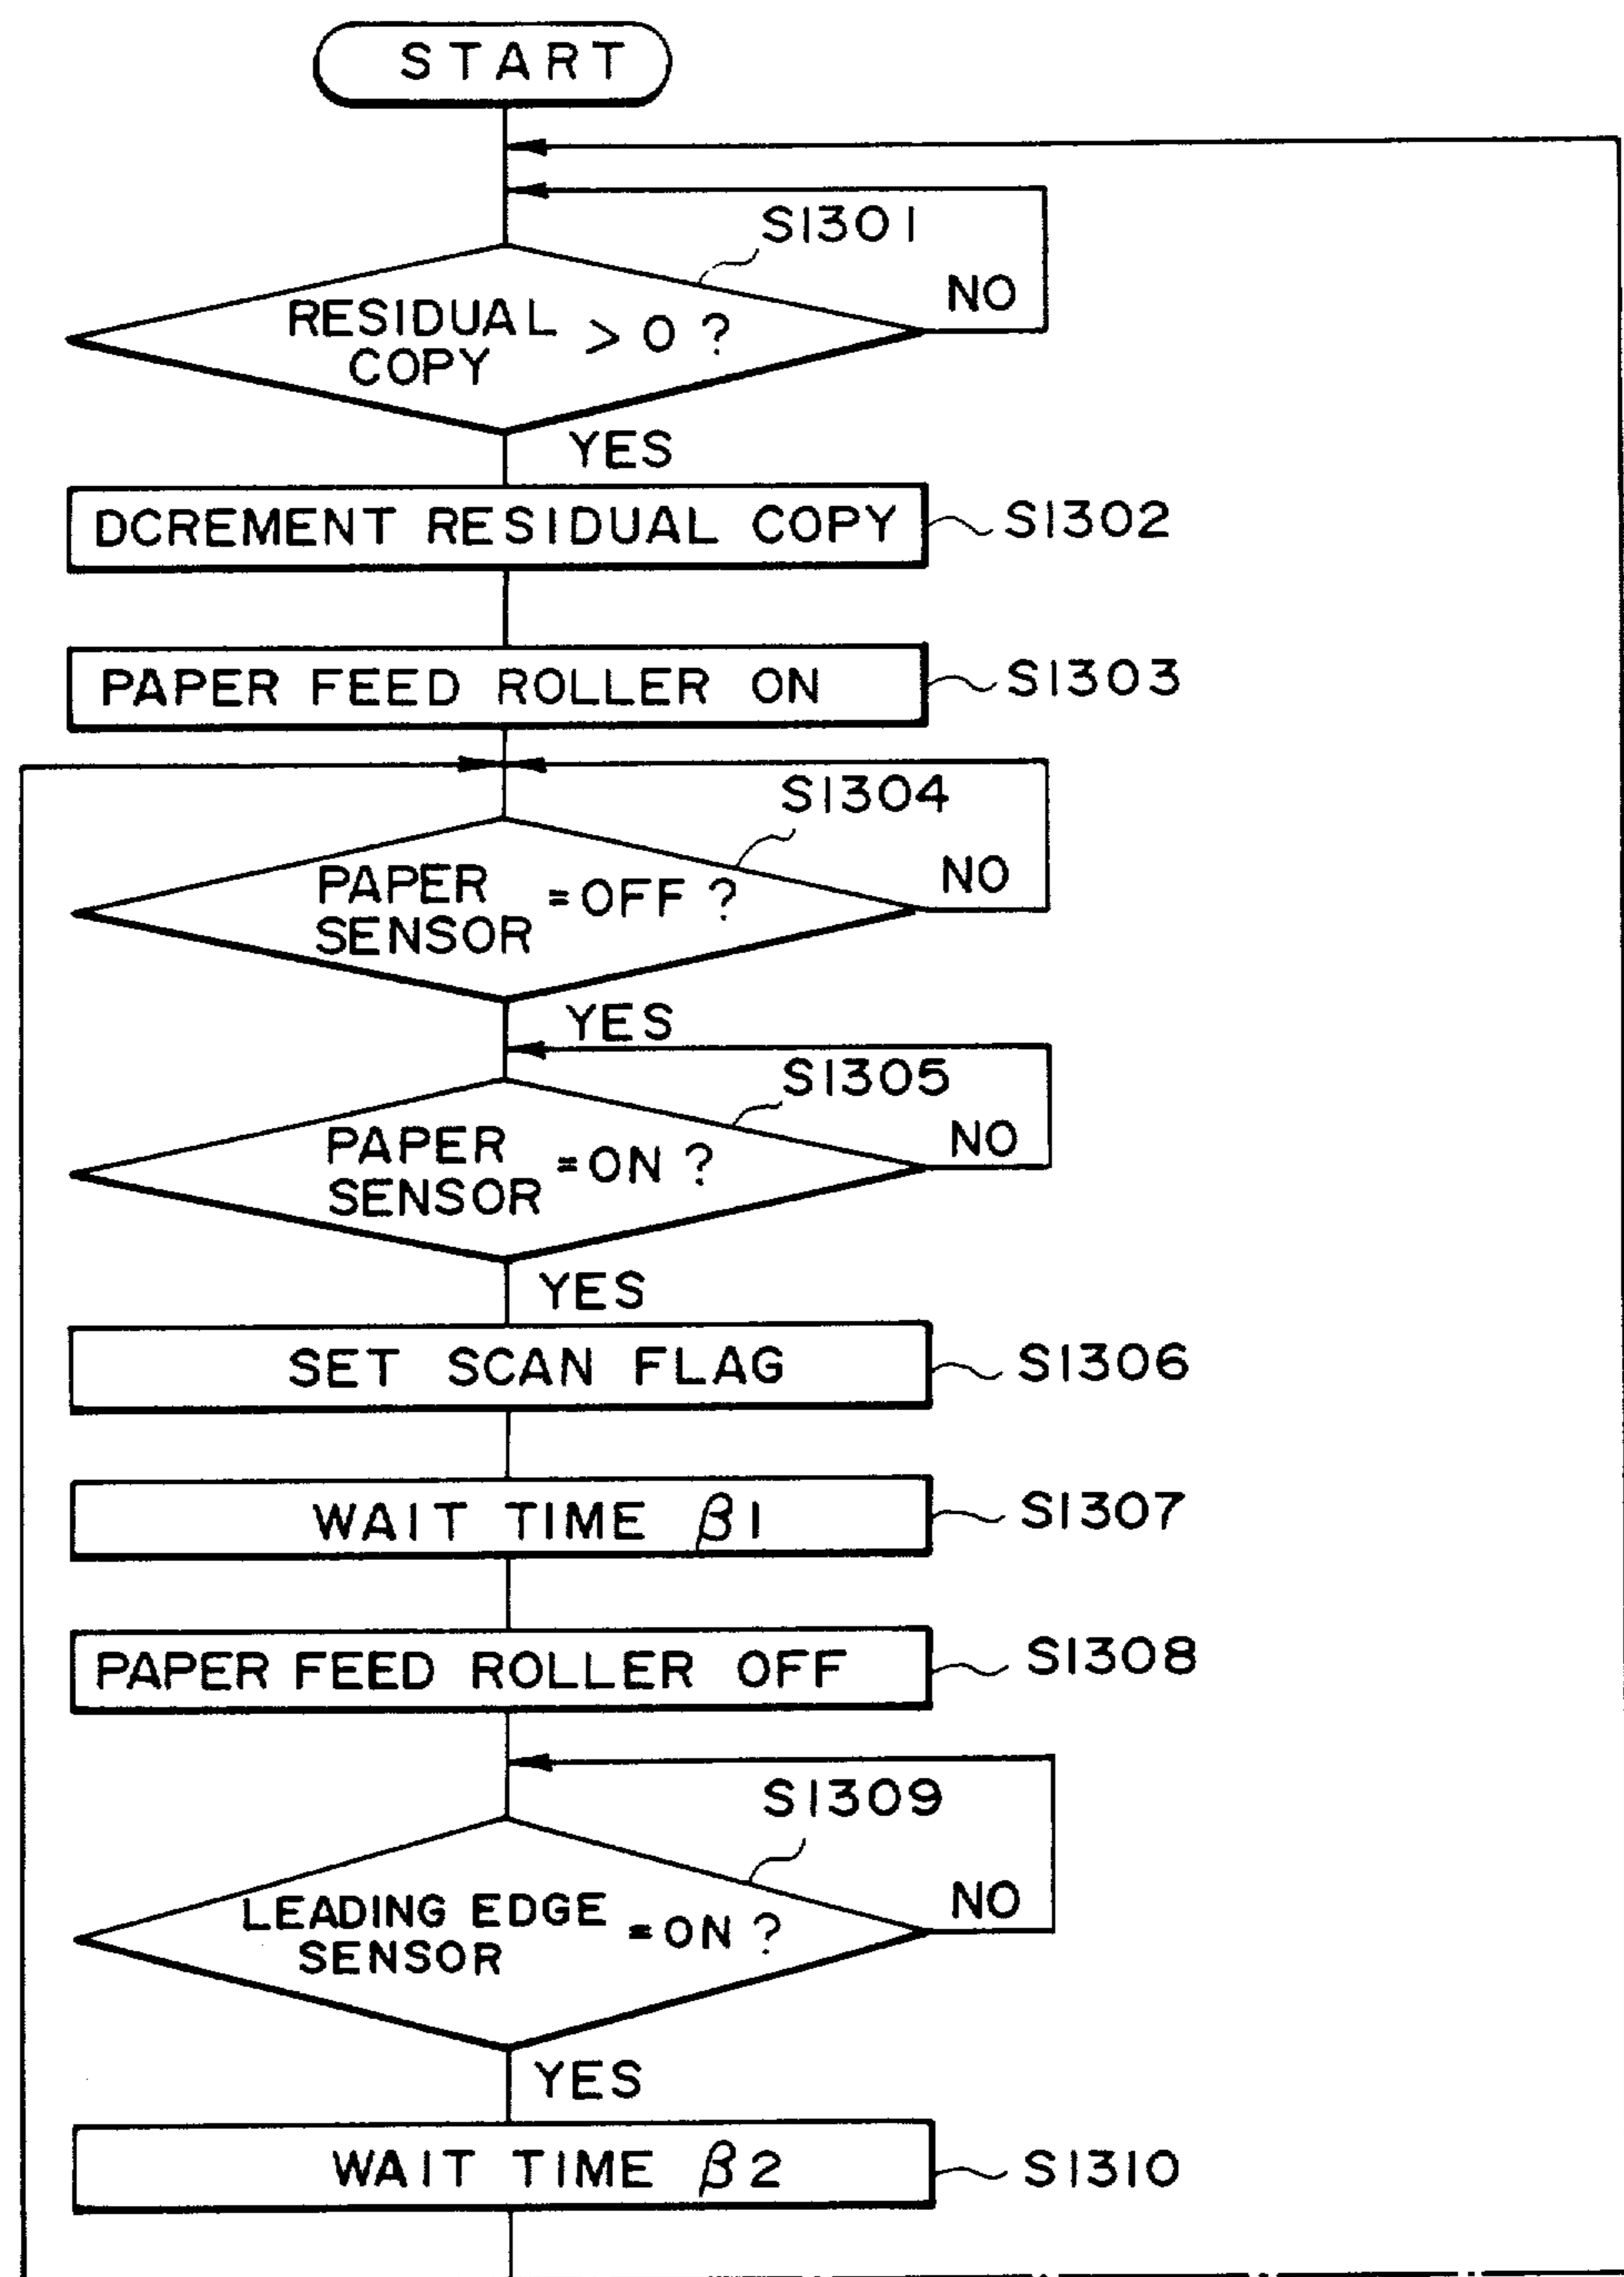 START
S1301
NO
RESIDUAL
COPY > 0 ?
YES
DCREMENT RESIDUAL COPY
S1302
PAPER FEED ROLLER ON
S1303
S1304
NO
PAPER
SENSOR =OFF ?
YES
S1305
NO
PAPER
SENSOR =ON ?
YES
SET SCAN FLAG
S1306
WAIT TIME β1
S1307
PAPER FEED ROLLER OFF
S1308
S1309
NO
LEADING EDGE
SENSOR =ON ?
YES
WAIT TIME β2
S1310